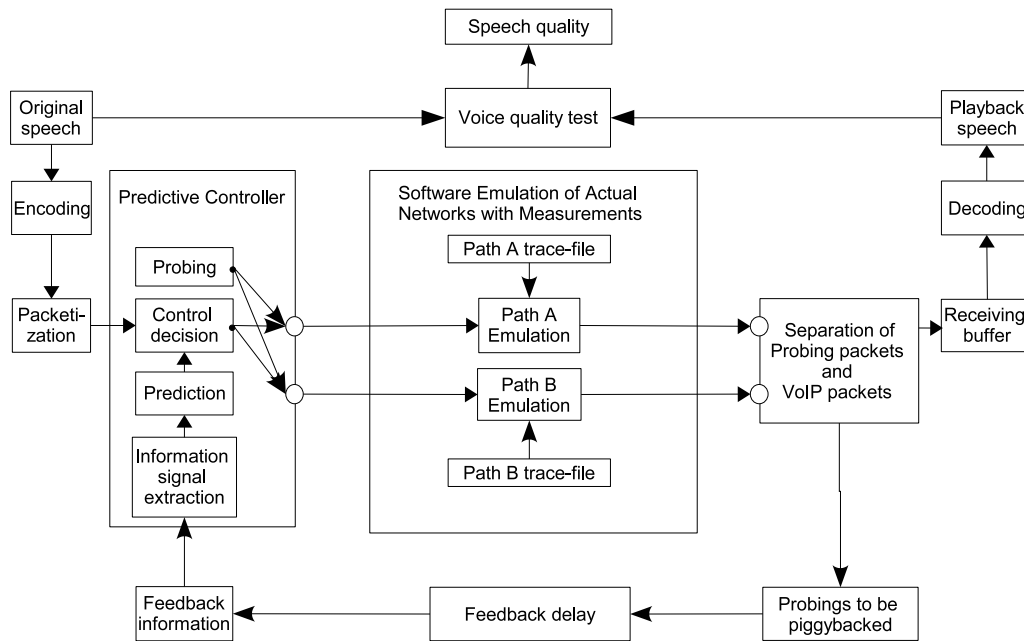 Speech quality
Original
speech
Voice quality test
Playback
speech
Encoding
Predictive Controller
Software Emulation of Actual
Networks with Measurements
Decoding
Probing
Path A trace-file
Packeti-
zation
Control
decision
Path A
Emulation
Separation of
Probing packets
and
VoIP packets
Receiving
buffer
Prediction
Path B
Emulation
Information
signal
extraction
Path B trace-file
Feedback
information
Feedback delay
Probings to be
piggybacked